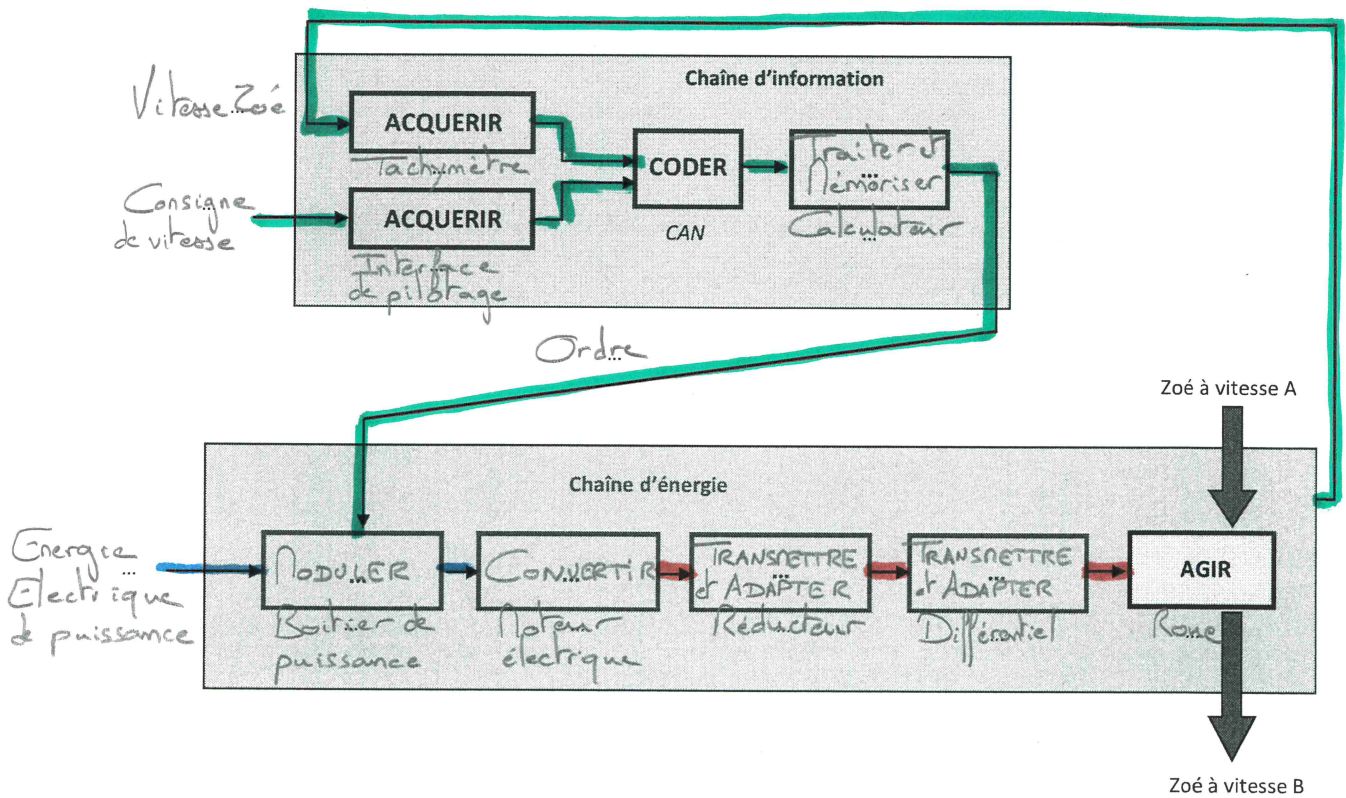 Chaîne d'information
Vitesse Zoé
ACQUERIR
Tachymètre
Consigne
de vitesse
ACQUERIR
Interface
de pilotage
CODER
CAN
Traiter et
Mémoriser
Calculateur
Ordre
Zoé à vitesse A
Chaîne d'énergie
Energie
Electrique
de puissance
MODULER
Boitier de
puissance
CONVERTIR
Moteur
électrique
TRANSMETTRE
et ADAPTER
Réducteur
TRANSMETTRE
et ADAPTER
Différentiel
AGIR
Roue
Zoé à vitesse B